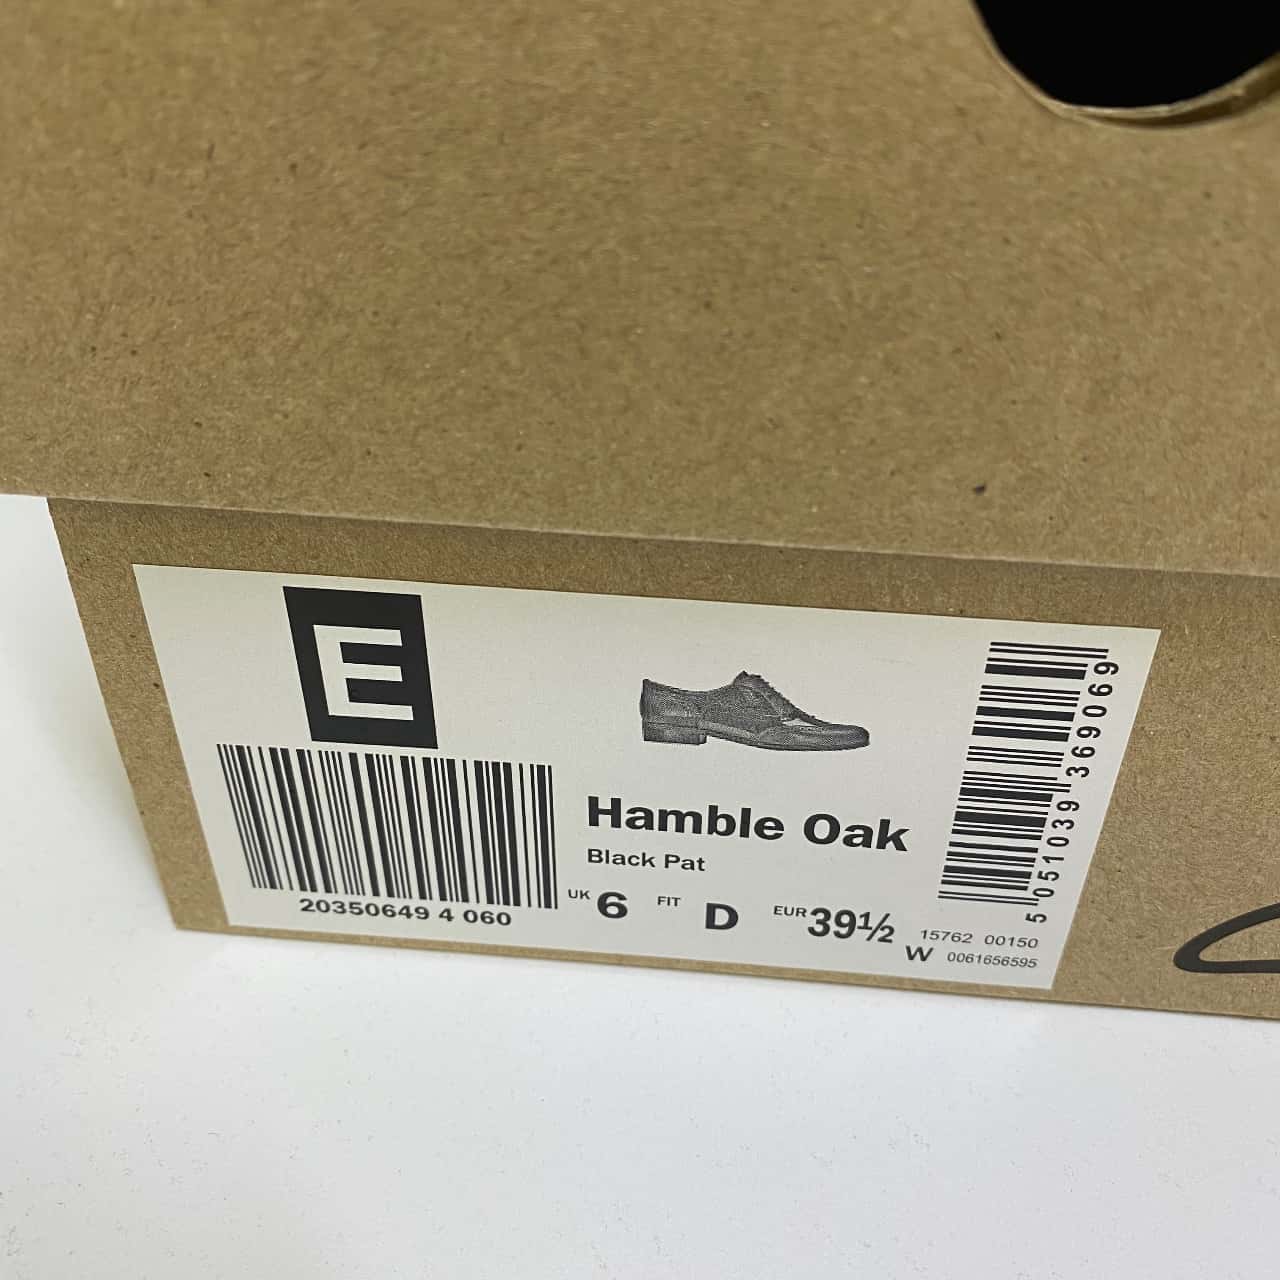 E
20350649 4 060
Hamble Oak
Black Pat
UK 6 FIT D EUR 39½
15762 00150
W 0061656595
5 051039 369069